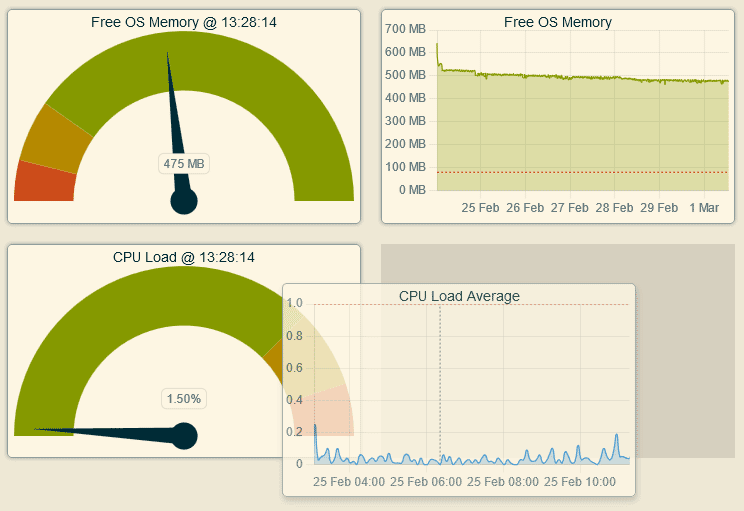 Free OS Memory @ 13:28:14
475 MB
Free OS Memory
700 MB
600 MB
500 MB
400 MB
300 MB
200 MB
100 MB
0 MB
25 Feb 26 Feb 27 Feb 28 Feb 29 Feb 1 Mar
CPU Load @ 13:28:14
1.50%
CPU Load Average
1.0
0.8
0.6
0.4
0.2
0
25 Feb 04:00 25 Feb 06:00 25 Feb 08:00 25 Feb 10:00